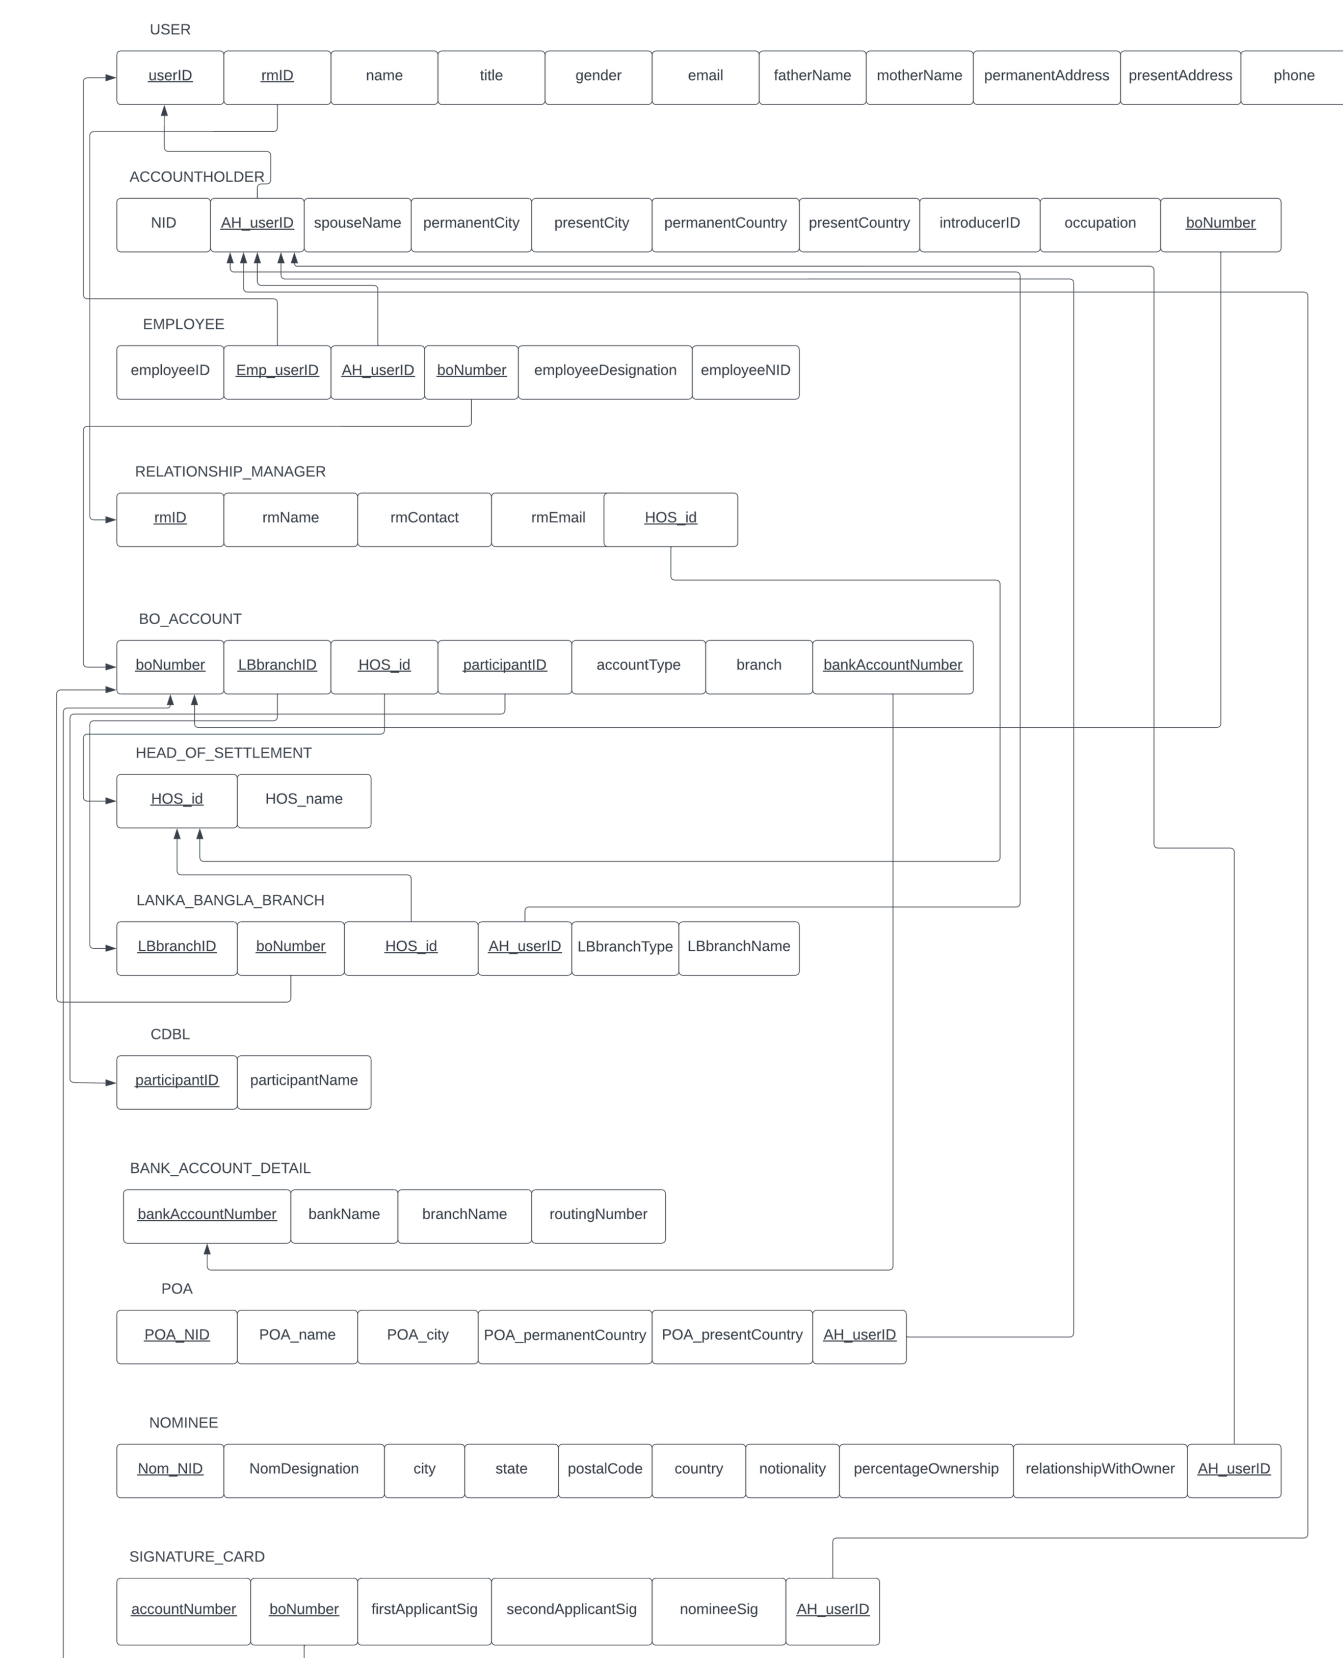 USER
userID rmID name title gender email fatherName motherName permanentAddress presentAddress phone
ACCOUNTHOLDER
NID AH_userID spouseName permanentCity presentCity permanentCountry presentCountry introducerID occupation boNumber
EMPLOYEE
employeeID Emp_userID AH_userID boNumber employeeDesignation employeeNID
RELATIONSHIP_MANAGER
rmID rmName rmContact rmEmail HOS_id
BO_ACCOUNT
boNumber LBbranchID HOS_id participantID accountType branch bankAccountNumber
HEAD_OF_SETTLEMENT
HOS_id HOS_name
LANKA_BANGLA_BRANCH
LBbranchID boNumber HOS_id AH_userID LBbranchType LBbranchName
CDBL
participantID participantName
BANK_ACCOUNT_DETAIL
bankAccountNumber bankName branchName routingNumber
POA
POA_NID POA_name POA_city POA_permanentCountry POA_presentCountry AH_userID
NOMINEE
Nom_NID NomDesignation city state postalCode country notionality percentageOwnership relationshipWithOwner AH_userID
SIGNATURE_CARD
accountNumber boNumber firstApplicantSig secondApplicantSig nomineeSig AH_userID